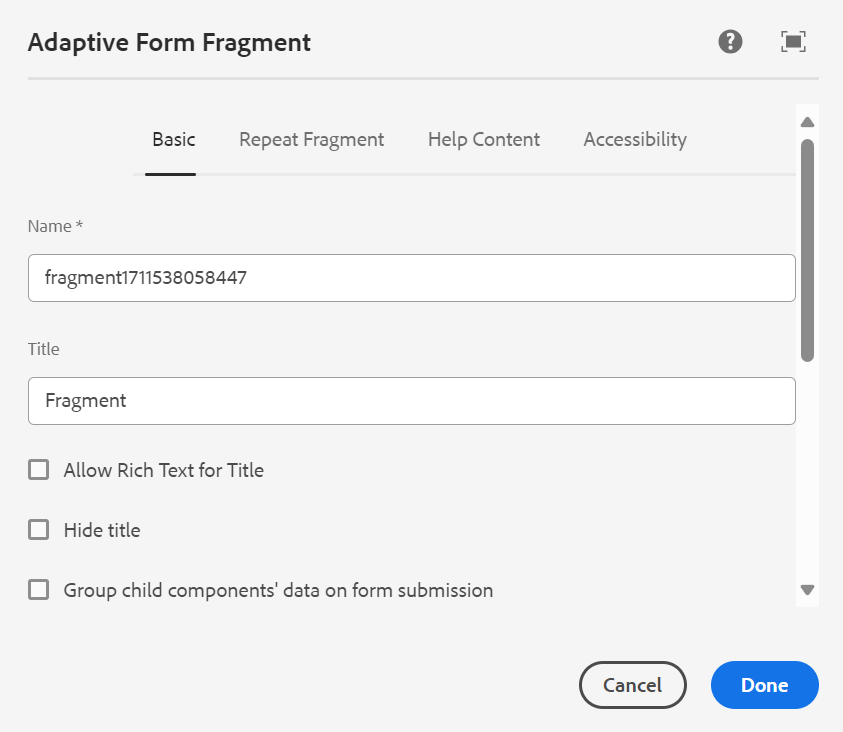 Adaptive Form Fragment
Basic Repeat Fragment Help Content Accessibility
Name *
fragment1711538058447
Title
Fragment
Allow Rich Text for Title
Hide title
Group child components' data on form submission
Cancel Done